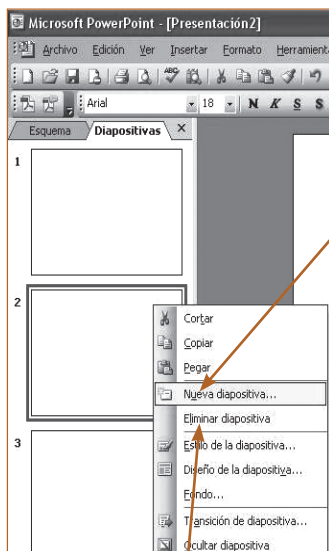 Microsoft PowerPoint - [Presentación2]
Archivo Edición Ver Insertar Formato Herramient
Arial 18 N K S S
Esquema Diapositivas ×
1
2
Cortar
Copiar
Pegar
Nueva diapositiva...
Eliminar diapositiva
3
Estilo de la diapositiva...
Diseño de la diapositiva...
Fondo...
Transición de diapositiva...
Ocultar diapositiva